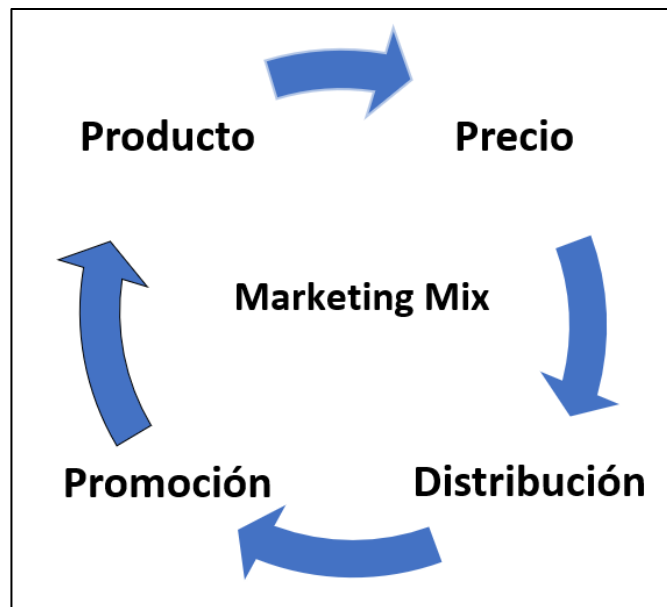 Producto
Precio
Marketing Mix
Promoción
Distribución